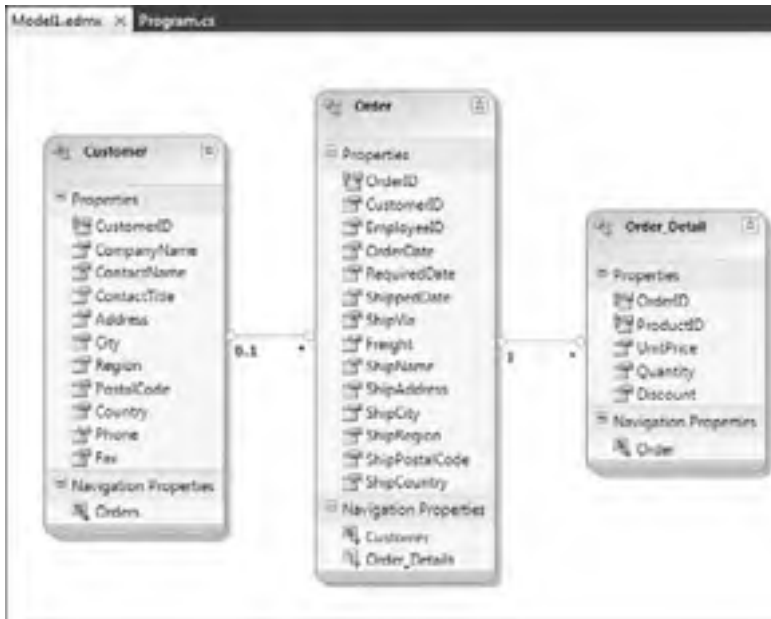 Model1.edmx × Program.cs
Customer
Properties
CustomerID
CompanyName
ContactName
ContactTitle
Address
City
Region
PostalCode
Country
Phone
Fax
Navigation Properties
Orders
0..1
*
Order
Properties
OrderID
CustomerID
EmployeeID
OrderDate
RequiredDate
ShippedDate
ShipVia
Freight
ShipName
ShipAddress
ShipCity
ShipRegion
ShipPostalCode
ShipCountry
Navigation Properties
Customer
Order_Details
1
*
Order_Detail
Properties
OrderID
ProductID
UnitPrice
Quantity
Discount
Navigation Properties
Order